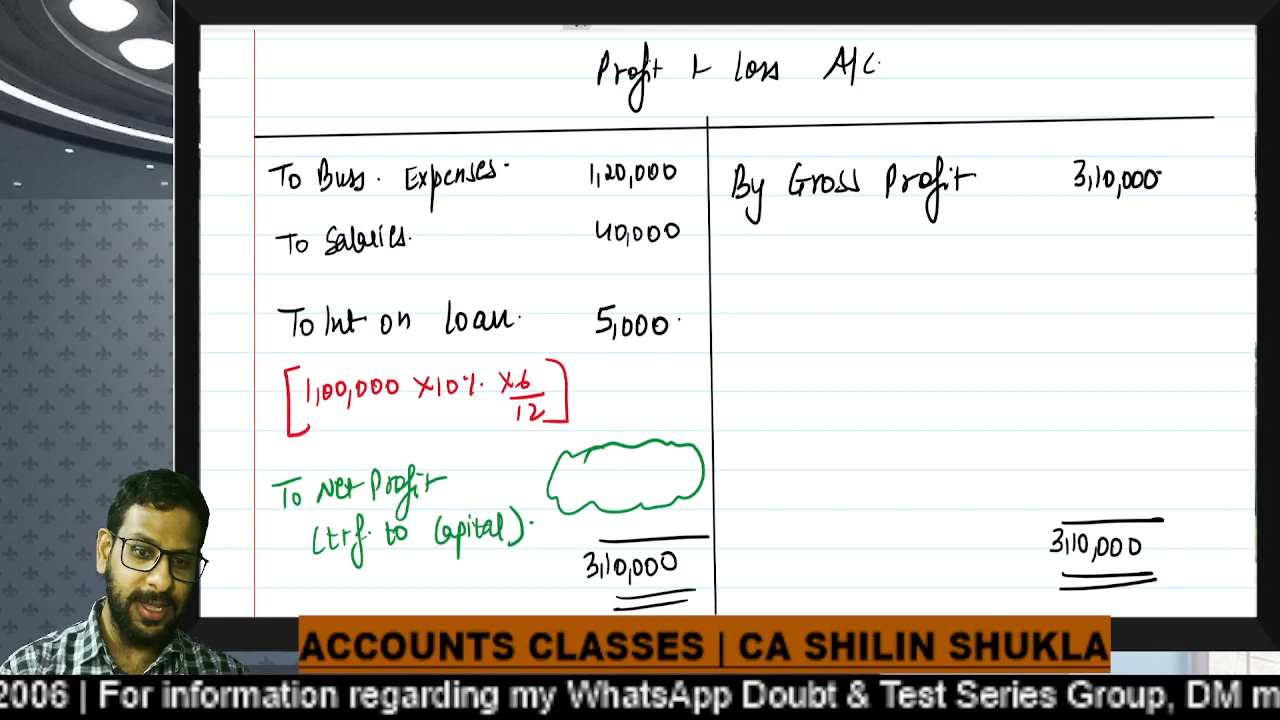 Profit & Loss A/C.
To Buss. Expenses. 1,20,000
By Gross Profit 3,10,000
To Salaries. 40,000
To Int on loan. 5,000
[1,00,000 × 10% × 6/12]
To Net Profit
(trf. to Capital).
3,10,000
3,10,000
ACCOUNTS CLASSES | CA SHILIN SHUKLA
2006 | For information regarding my WhatsApp Doubt & Test Series Group, DM m